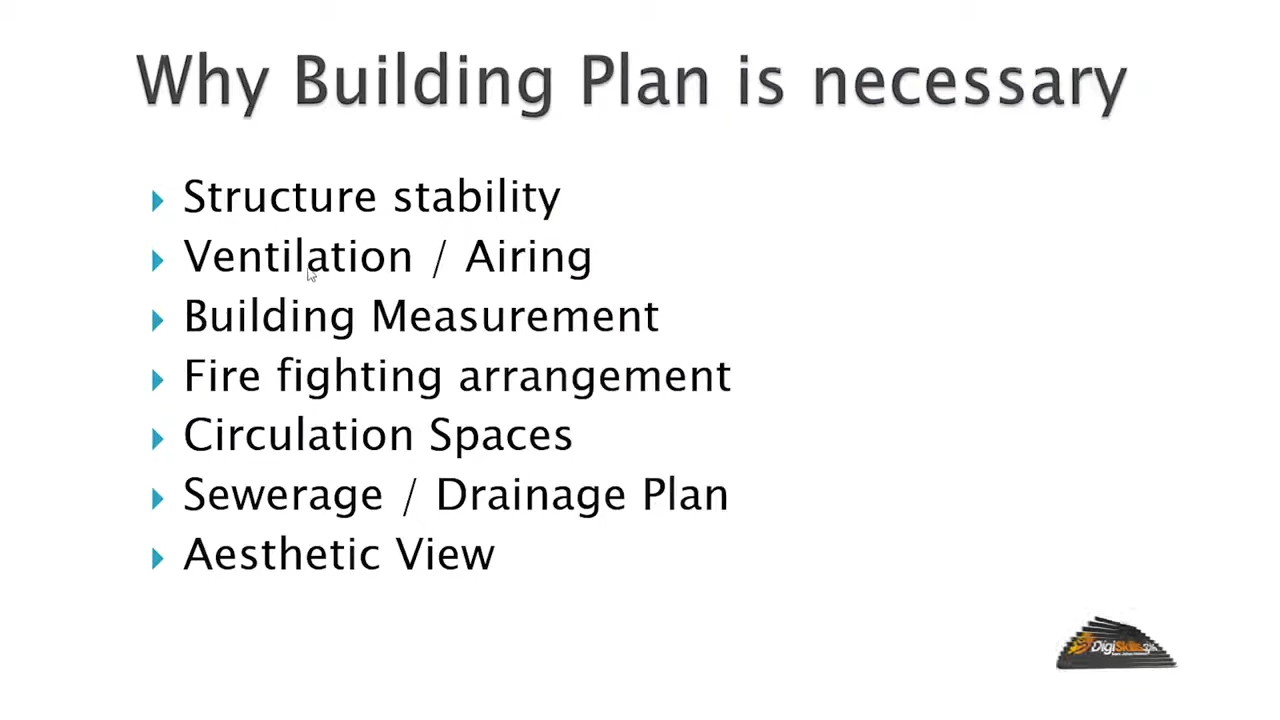 Why Building Plan is necessary
Structure stability
Ventilation / Airing
Building Measurement
Fire fighting arrangement
Circulation Spaces
Sewerage / Drainage Plan
Aesthetic View